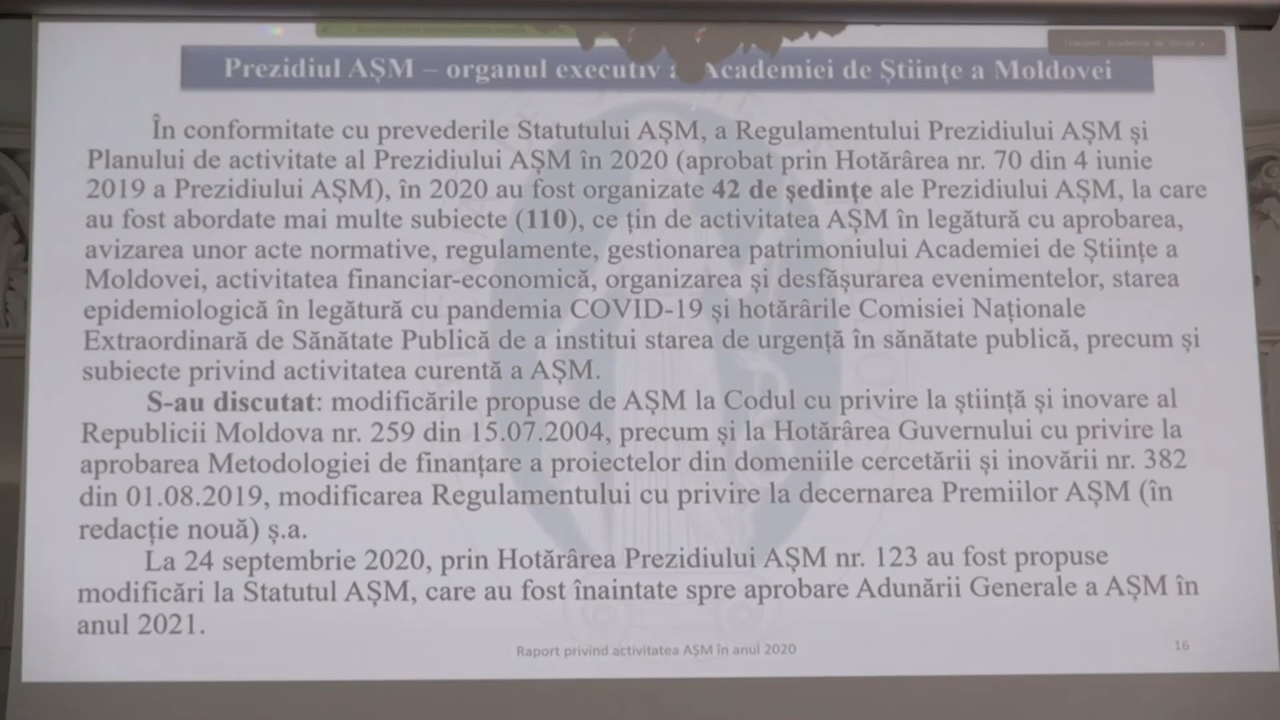 Prezidiul AȘM – organul executiv Academiei de Științe a Moldovei
În conformitate cu prevederile Statutului AȘM, a Regulamentului Prezidiului AȘM și
Planului de activitate al Prezidiului AȘM în 2020 (aprobat prin Hotărârea nr. 70 din 4 iunie
2019 a Prezidiului AȘM), în 2020 au fost organizate 42 de ședințe ale Prezidiului AȘM, la care
au fost abordate mai multe subiecte (110), ce țin de activitatea AȘM în legătură cu aprobarea,
avizarea unor acte normative, regulamente, gestionarea patrimoniului Academiei de Științe a
Moldovei, activitatea financiar-economică, organizarea și desfășurarea evenimentelor, starea
epidemiologică în legătură cu pandemia COVID-19 și hotărârile Comisiei Naționale
Extraordinară de Sănătate Publică de a institui starea de urgență în sănătate publică, precum și
subiecte privind activitatea curentă a AȘM.
S-au discutat: modificările propuse de AȘM la Codul cu privire la știință și inovare al
Republicii Moldova nr. 259 din 15.07.2004, precum și la Hotărârea Guvernului cu privire la
aprobarea Metodologiei de finanțare a proiectelor din domeniile cercetării și inovării nr. 382
din 01.08.2019, modificarea Regulamentului cu privire la decernarea Premiilor AȘM (în
redacție nouă) ș.a.
La 24 septembrie 2020, prin Hotărârea Prezidiului AȘM nr. 123 au fost propuse
modificări la Statutul AȘM, care au fost înaintate spre aprobare Adunării Generale a AȘM în
anul 2021.
Raport privind activitatea AȘM în anul 2020
16